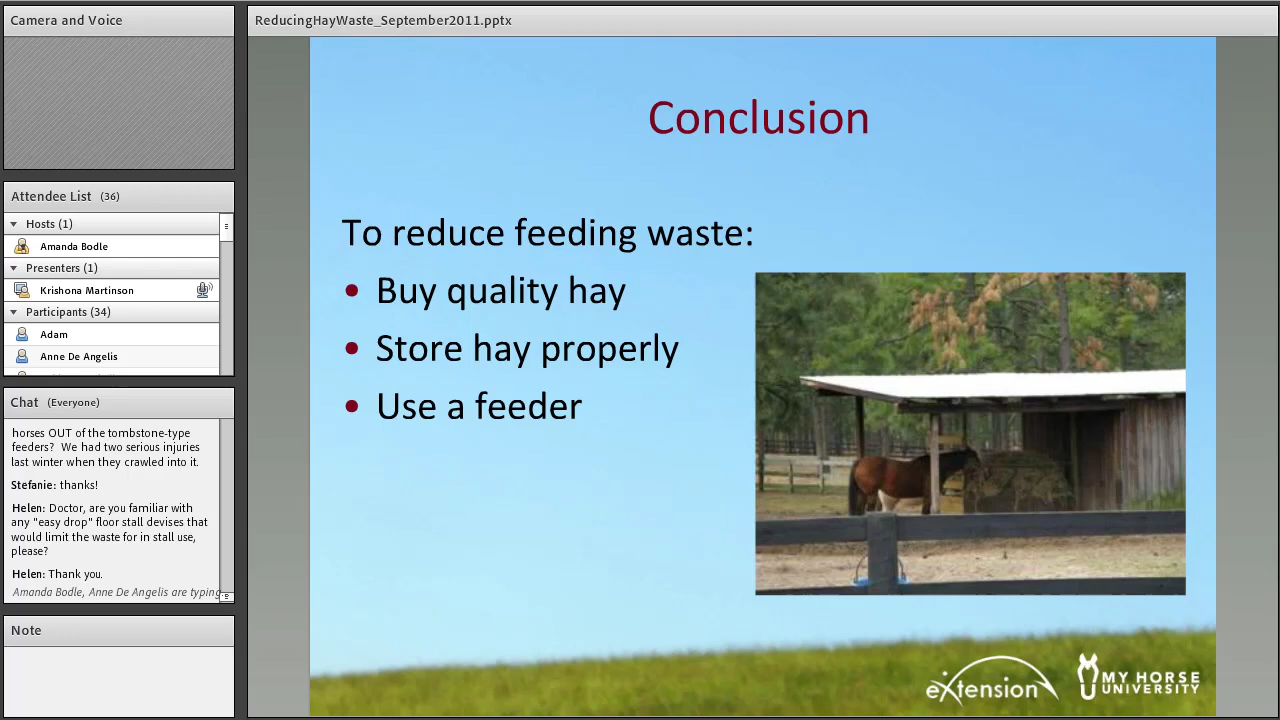 Camera and Voice
ReducingHayWaste_September2011.pptx
Attendee List (36)
Hosts (1)
Amanda Bodle
Presenters (1)
Krishona Martinson
Participants (34)
Adam
Anne De Angelis
Chat (Everyone)
horses OUT of the tombstone-type
feeders? We had two serious injuries
last winter when they crawled into it.
Stefanie: thanks!
Helen: Doctor, are you familiar with
any "easy drop" floor stall devises that
would limit the waste for in stall use,
please?
Helen: Thank you.
Amanda Bodle, Anne De Angelis are typing
Note
Conclusion
To reduce feeding waste:
• Buy quality hay
• Store hay properly
• Use a feeder
eXtension
MY HORSE
UNIVERSITY